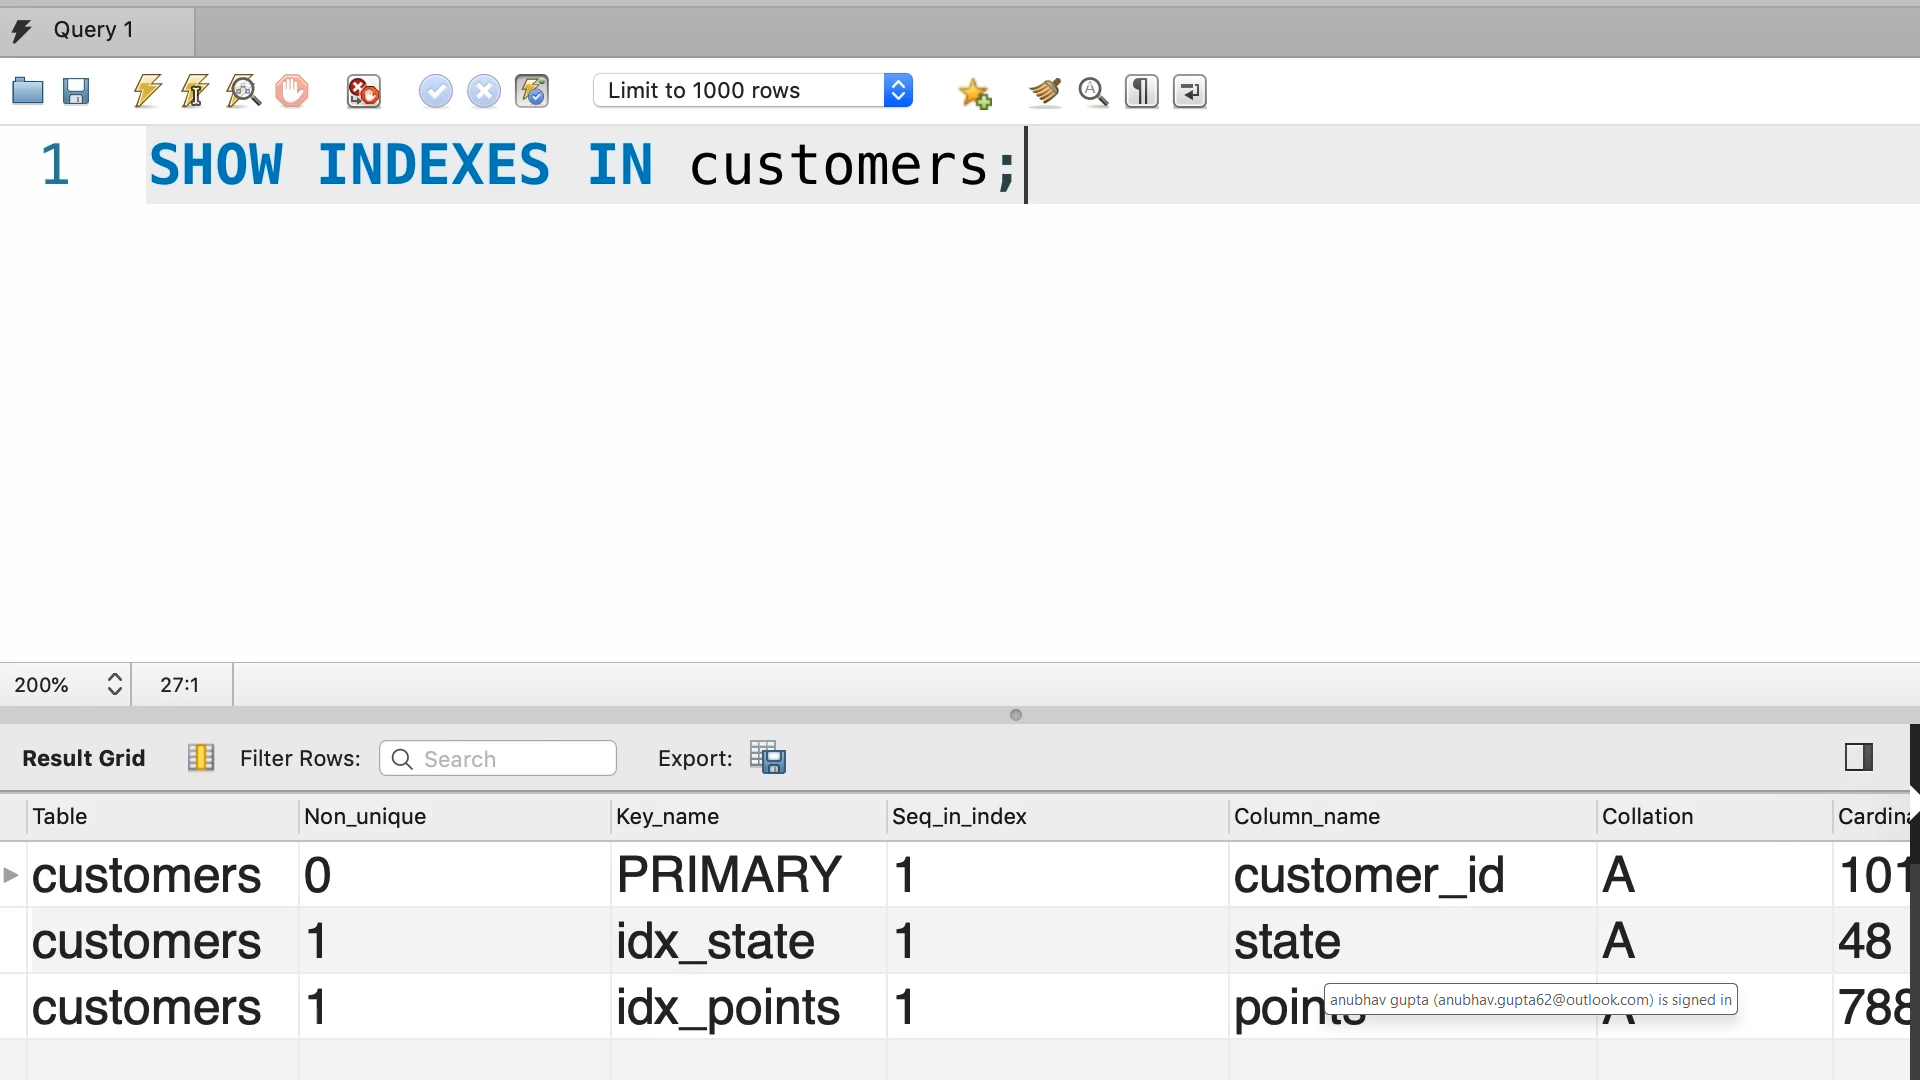 Query 1
Limit to 1000 rows
1 SHOW INDEXES IN customers;
200% 27:1
Result Grid Filter Rows: Search Export:
Table Non_unique Key_name Seq_in_index Column_name Collation
customers 0 PRIMARY 1 customer_id A 101
customers 1 idx_state 1 state A 48
customers 1 idx_points 1 788
anubhav gupta (anubhav.gupta62@outlook.com) is signed in